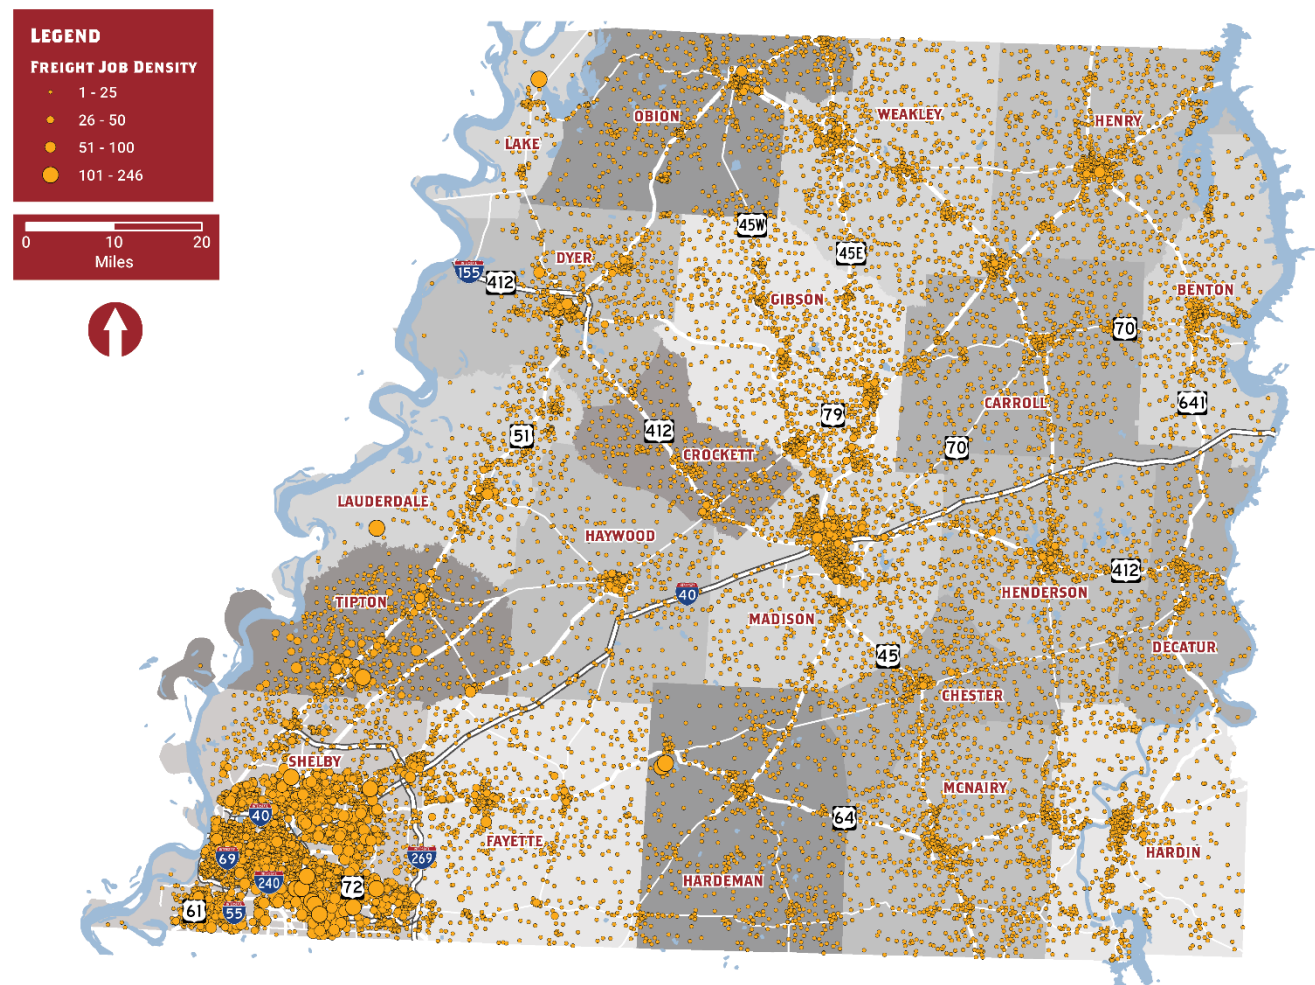 LEGEND
FREIGHT JOB DENSITY
1 - 25
26 - 50
51 - 100
101 - 246
0 10 20
Miles
OBION
WEAKLEY
HENRY
LAKE
45W
45E
DYER
155
412
BENTON
GIBSON
70
641
CARROLL
79
51
412
70
CROCKETT
LAUDERDALE
HAYWOOD
412
HENDERSON
40
TIPTON
MADISON
DECATUR
45
CHESTER
SHELBY
MCNAIRY
40
64
FAYETTE
HARDIN
69
269
240
72
HARDEMAN
61
55